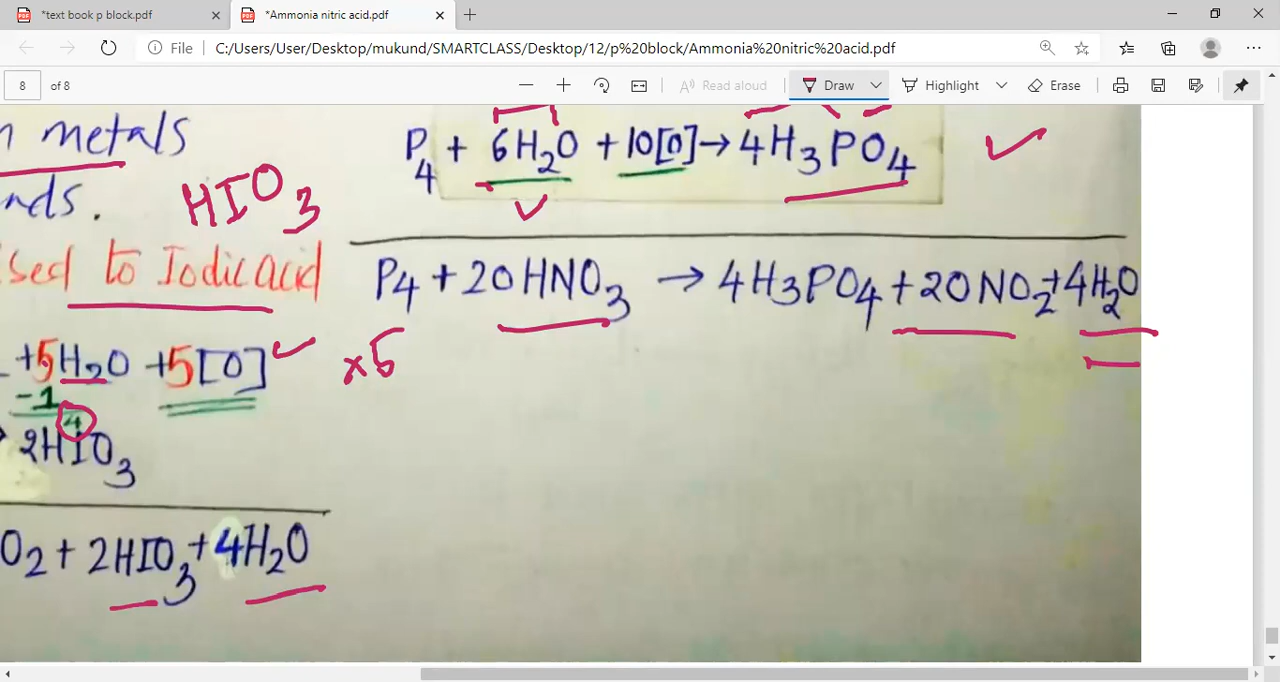 *text book p block.pdf
*Ammonia nitric acid.pdf
File C:/Users/User/Desktop/mukund/SMARTCLASS/Desktop/12/p%20block/Ammonia%20nitric%20acid.pdf
8 of 8
Read aloud
Draw
Highlight
Erase
metals
HIO3
to Iodic acid
+5H2O +5[O]
-1
4
2HIO3
O2 + 2HIO3 + 4H2O
P4 + 6H2O + 10[O] → 4H3PO4
P4 + 20HNO3 → 4H3PO4 + 20NO2 + 4H2O
×5